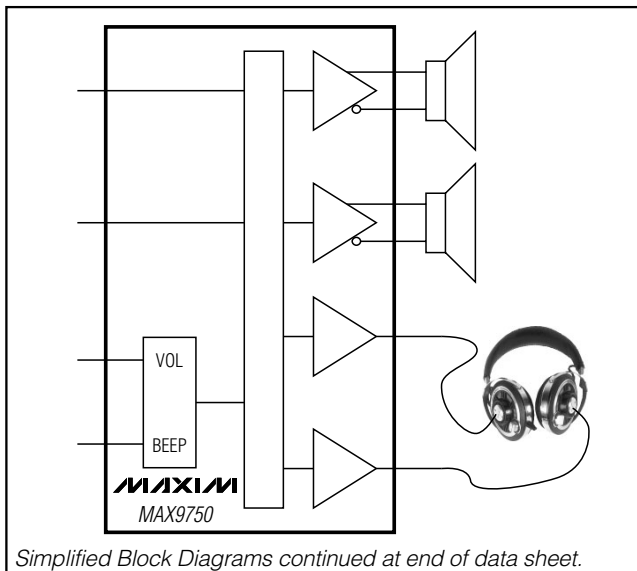 VOL
BEEP
MAXIM
MAX9750
Simplified Block Diagrams continued at end of data sheet.